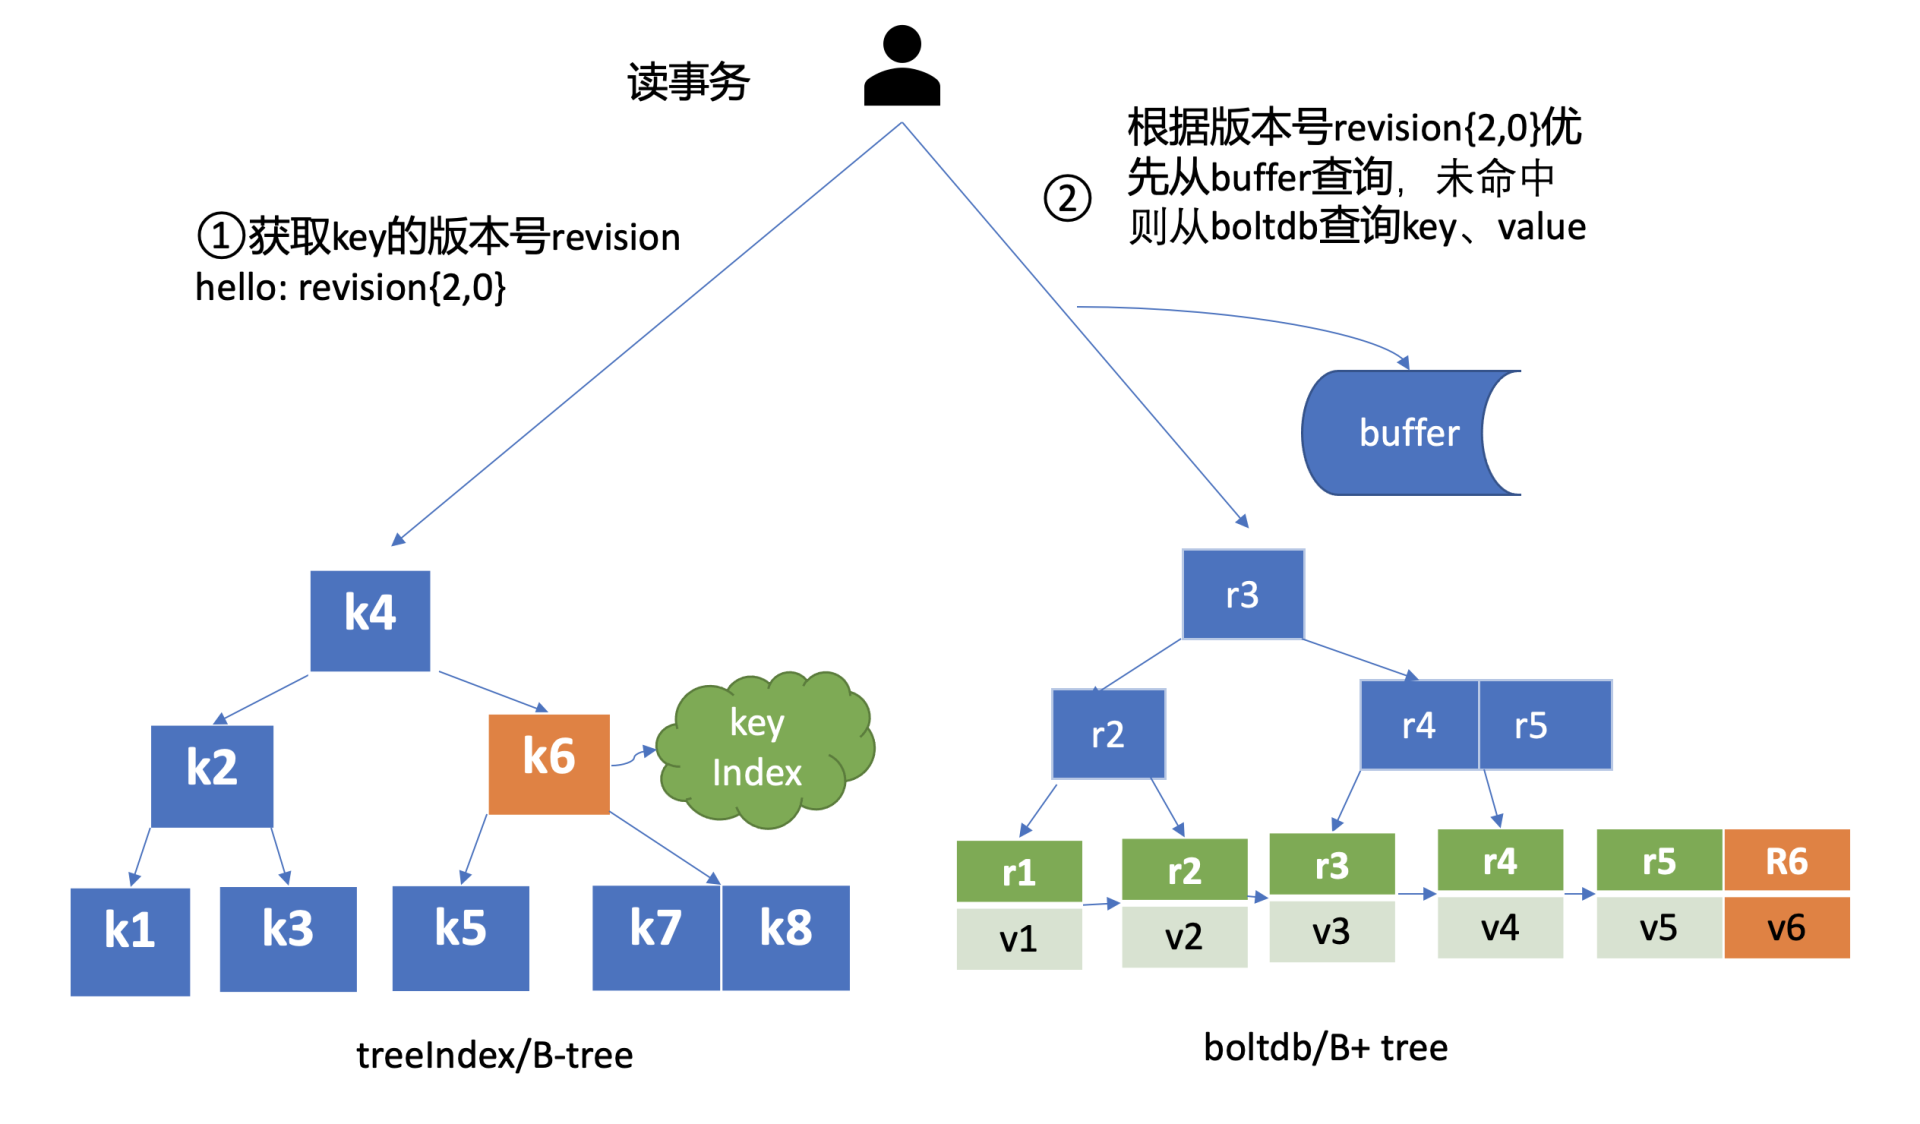 读事务
①获取key的版本号revision
hello: revision{2,0}
②
根据版本号revision{2,0}优
先从buffer查询，未命中
则从boltdb查询key、value
buffer
k4
k2
k6
key
Index
k1
k3
k5
k7
k8
treeIndex/B-tree
r3
r2
r4
r5
r1
r2
r3
r4
r5
R6
v1
v2
v3
v4
v5
v6
boltdb/B+ tree